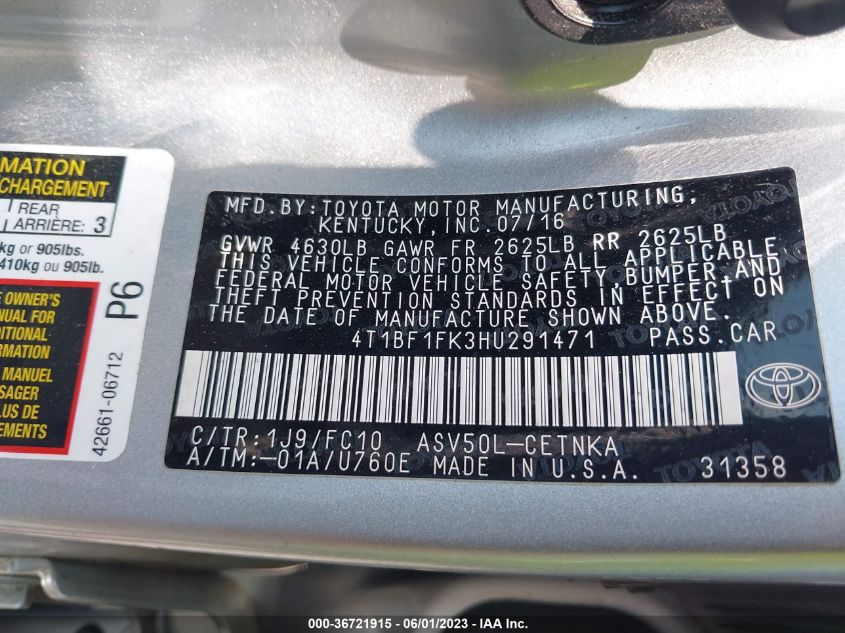 MATION
CHARGEMENT
REAR
ARRIÈRE: 3
kg or 905lbs.
410kg ou 905lb.
OWNER'S
MANUAL FOR
DITIONAL
ORMATION
MANUEL
SAGER
PLUS DE
EMENTS
P6
42661-06712
MFD.BY:TOYOTA MOTOR MANUFACTURING,
KENTUCKY, INC. 07/16
GVWR 4630LB GAWR FR 2625LB RR 2625LB
THIS VEHICLE CONFORMS TO ALL APPLICABLE
FEDERAL MOTOR VEHICLE SAFETY,BUMPER,AND
THEFT PREVENTION STANDARDS IN EFFECT ON
THE DATE OF MANUFACTURE SHOWN ABOVE.
4T1BF1FK3HU291471 PASS.CAR
C/TR:1J9/FC10 ASV50L-CETNKA
A/TM:-01A/U760E MADE IN U.S.A. 31358
000-36721915 - 06/01/2023 - IAA Inc.